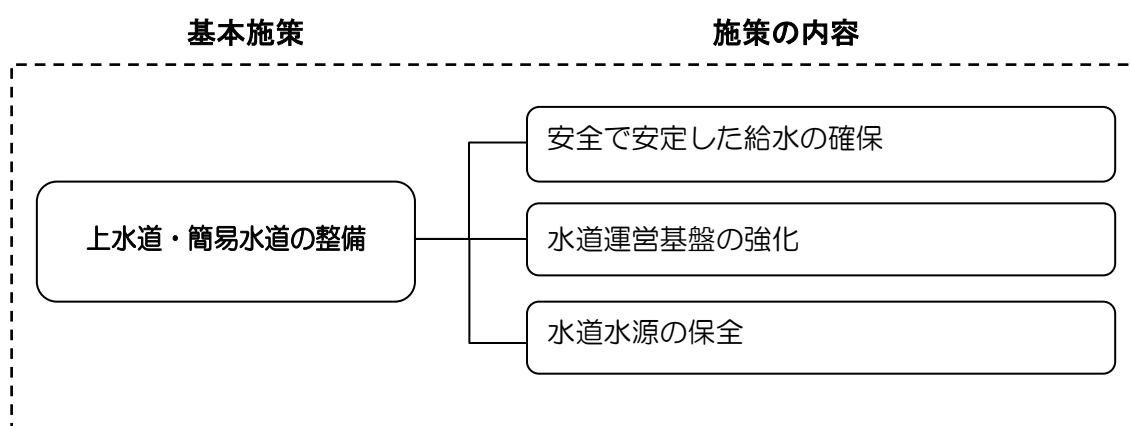 基本施策
施策の内容
上水道・簡易水道の整備
安全で安定した給水の確保
水道運営基盤の強化
水道水源の保全